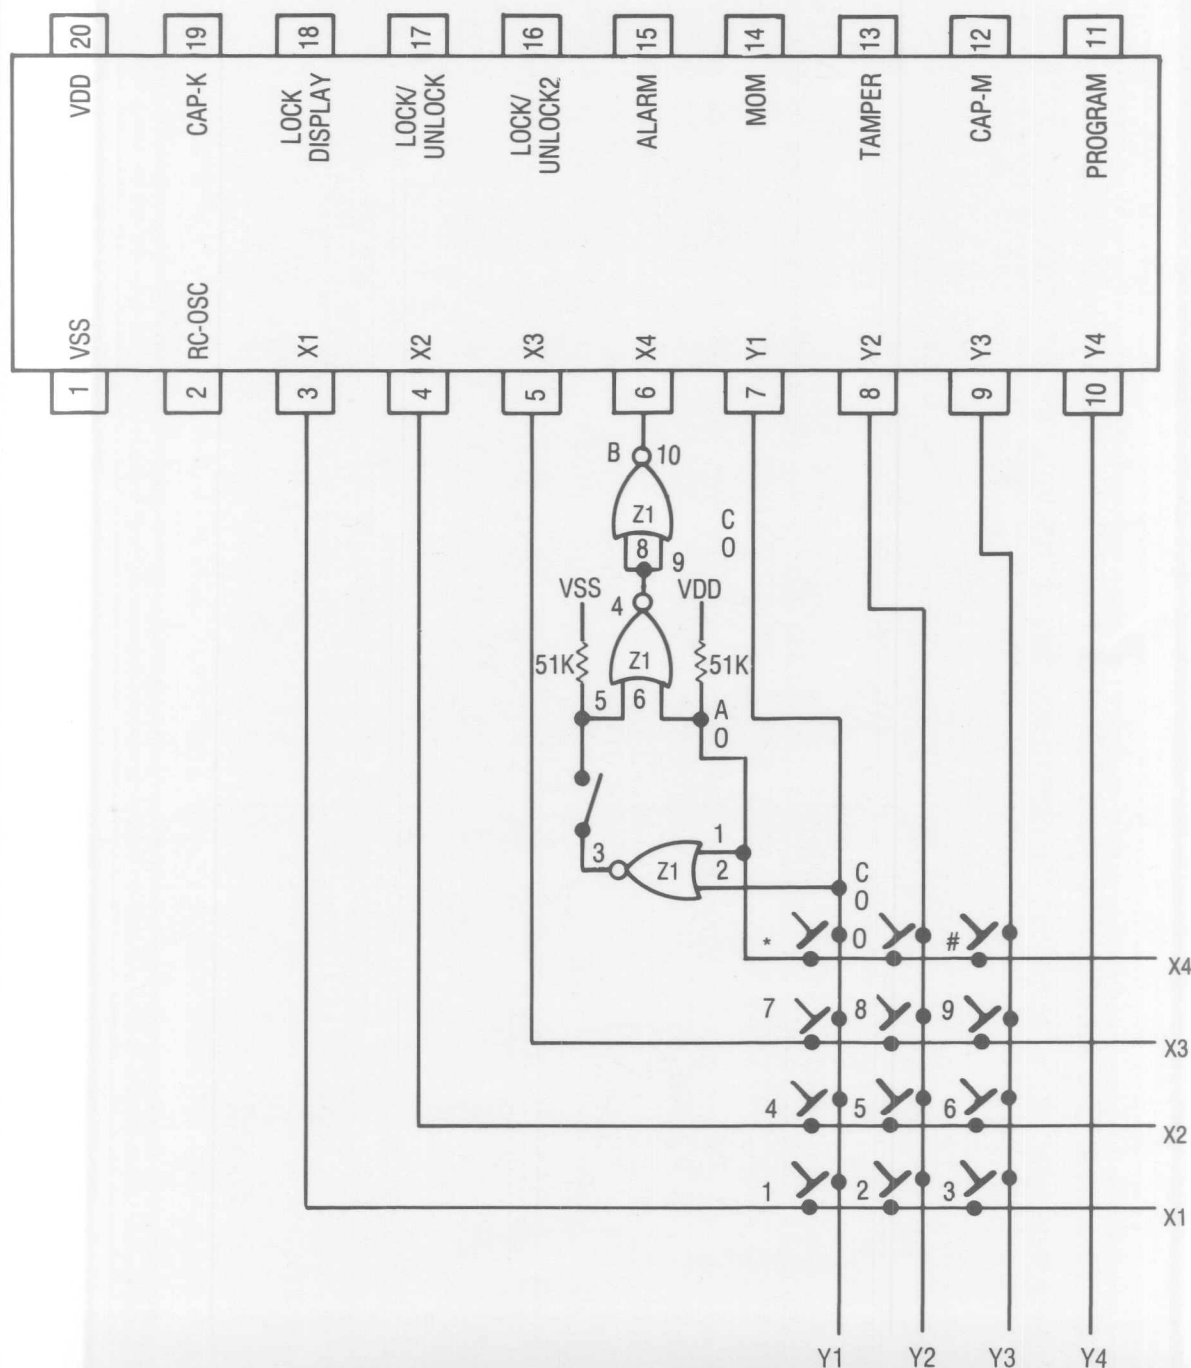 20 19 18 17 16 15 14 13 12 11
VDD
CAP-K
LOCK
DISPLAY
LOCK/
UNLOCK
LOCK/
UNLOCK2
ALARM
MOM
TAMPER
CAP-M
PROGRAM
VSS
RC-OSC
X1
X2
X3
X4
Y1
Y2
Y3
Y4
1 2 3 4 5 6 7 8 9 10
B 10
Z1
8
9
C
O
VSS
4
VDD
51K
Z1
51K
5 6
A
O
3
Z1
1
2
C
O
* O #
X4
7 8 9
X3
4 5 6
X2
1 2 3
X1
Y1 Y2 Y3 Y4